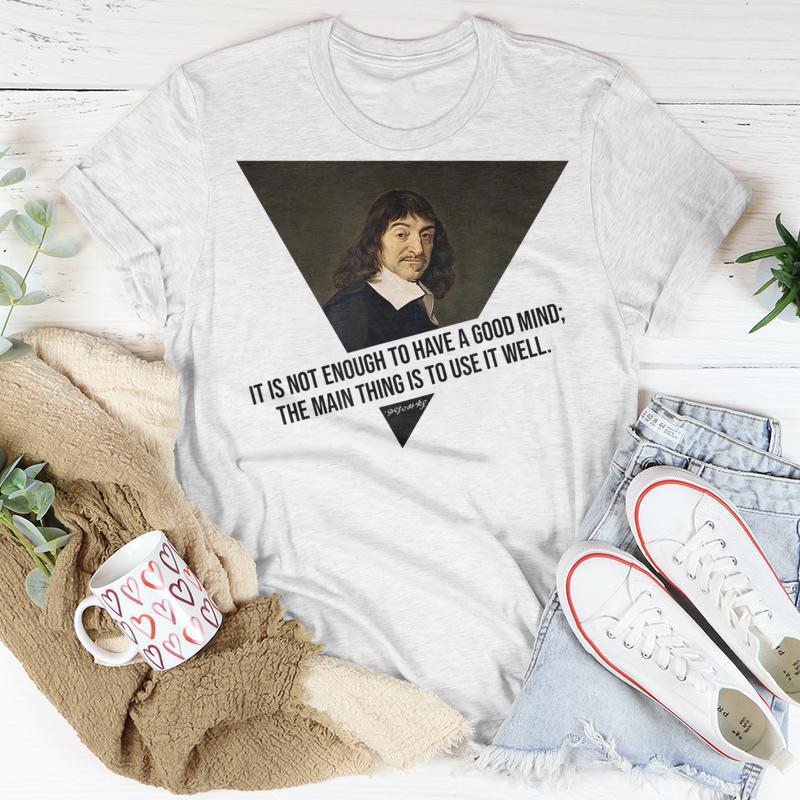 IT IS NOT ENOUGH TO HAVE A GOOD MIND;
THE MAIN THING IS TO USE IT WELL.